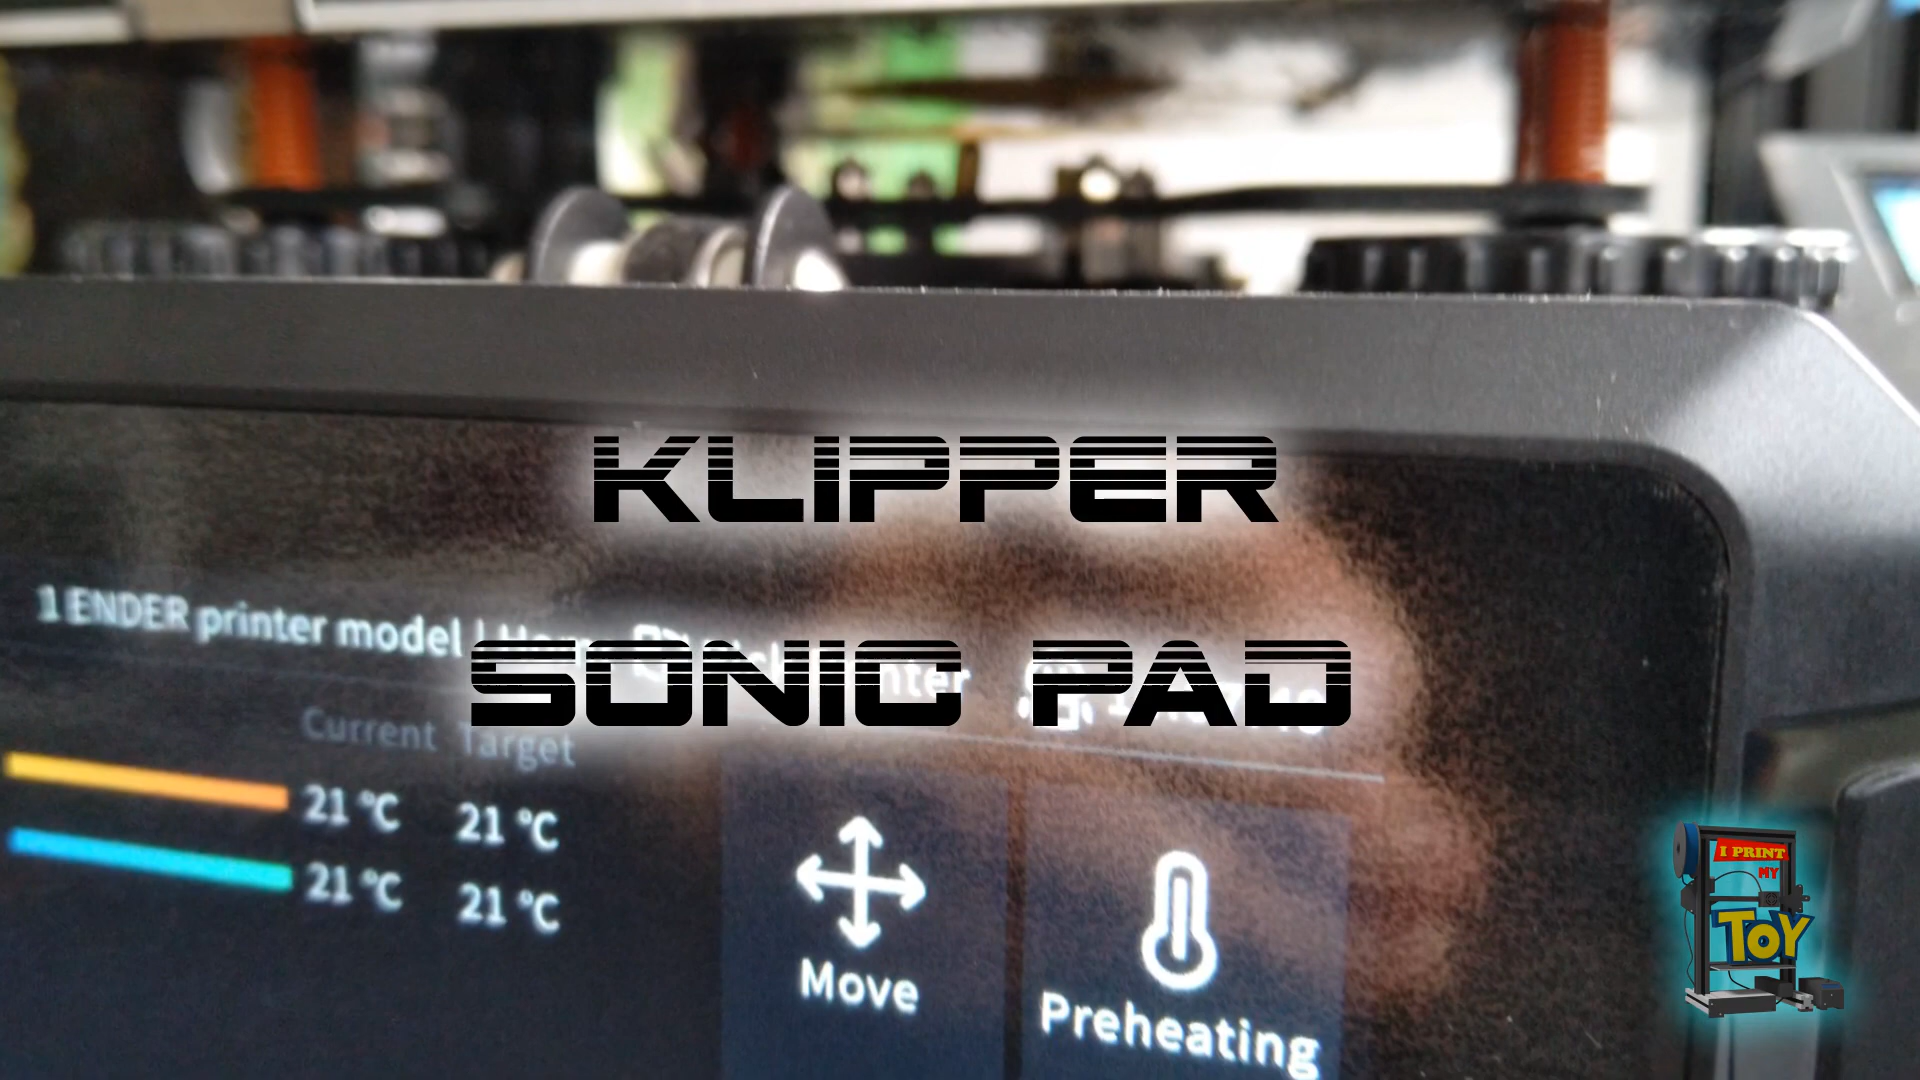 KLIPPER
SONIC PAD
1 ENDER printer model |
Current Target
21 °C 21 °C
21 °C 21 °C
Move
Preheating
I PRINT
MY
TOY